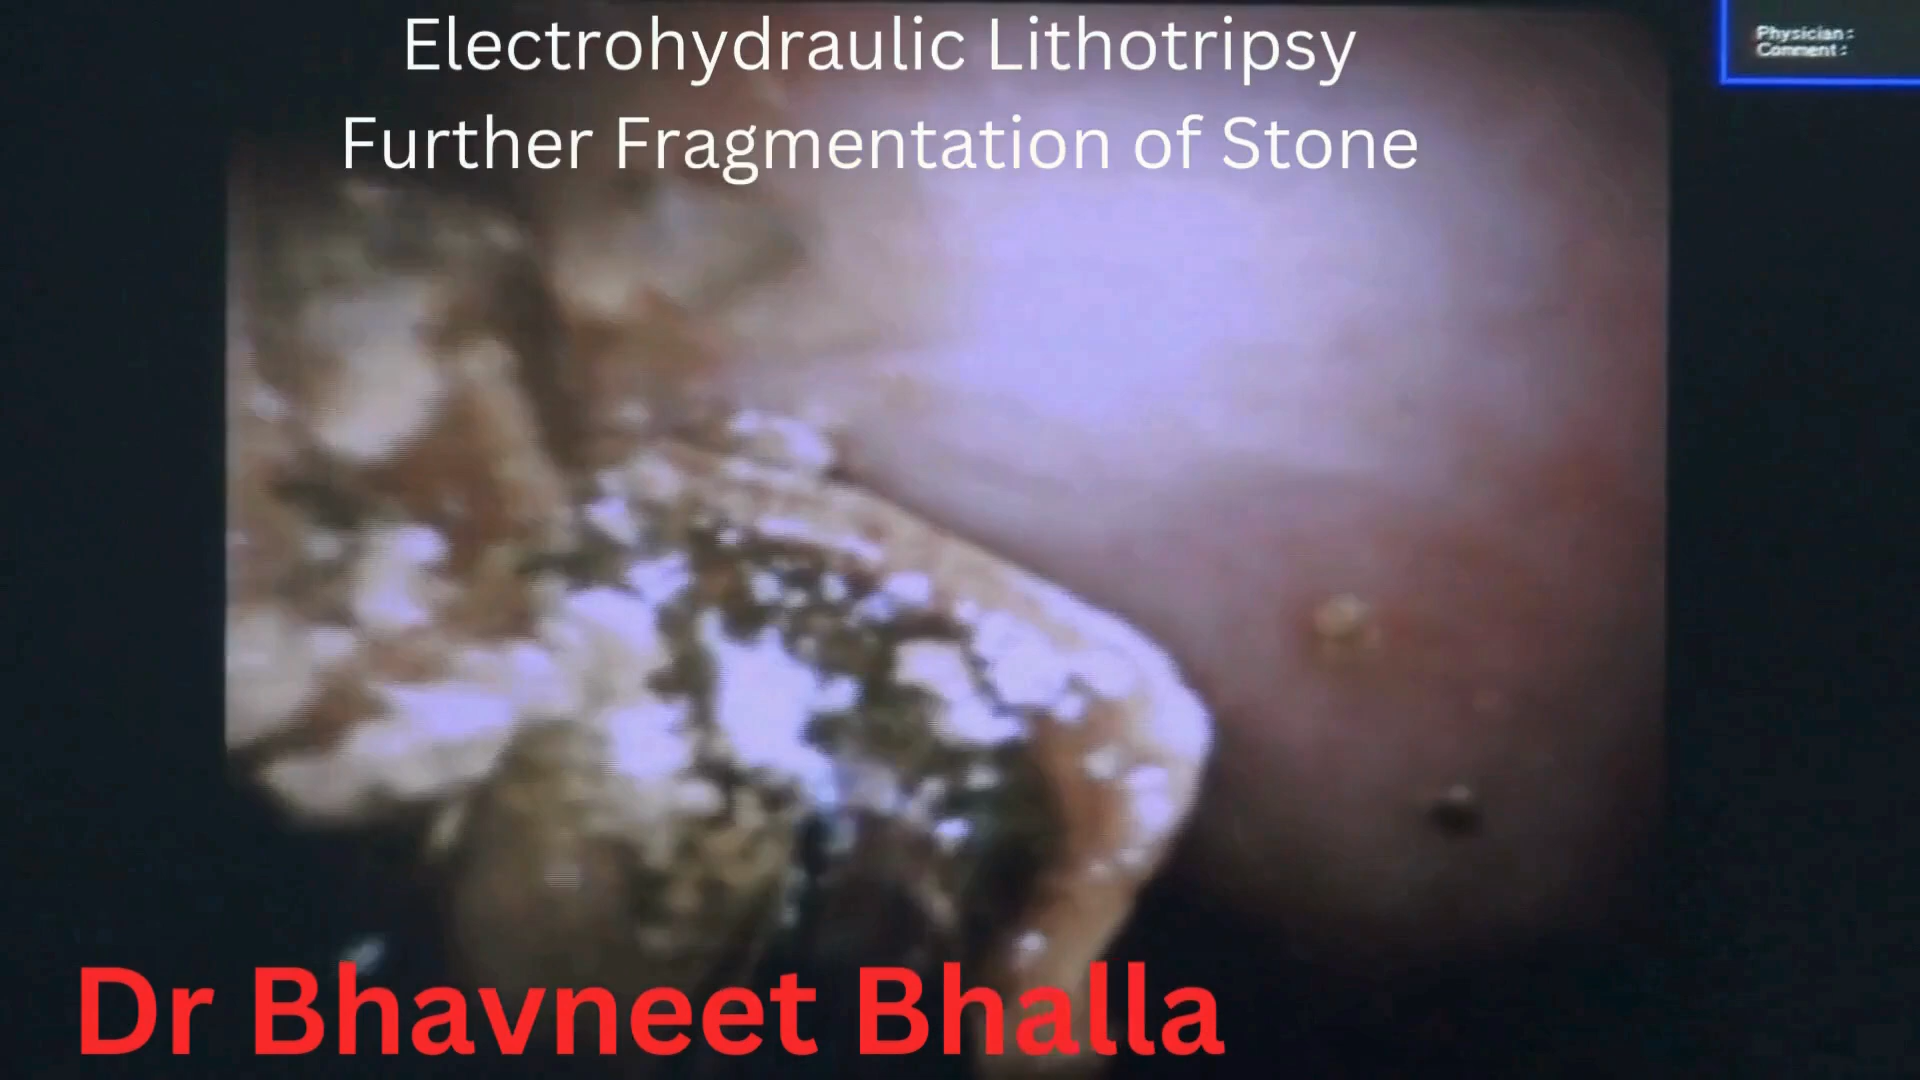 Electrohydraulic Lithotripsy
Further Fragmentation of Stone
Physician:
Comment:
Dr Bhavneet Bhalla